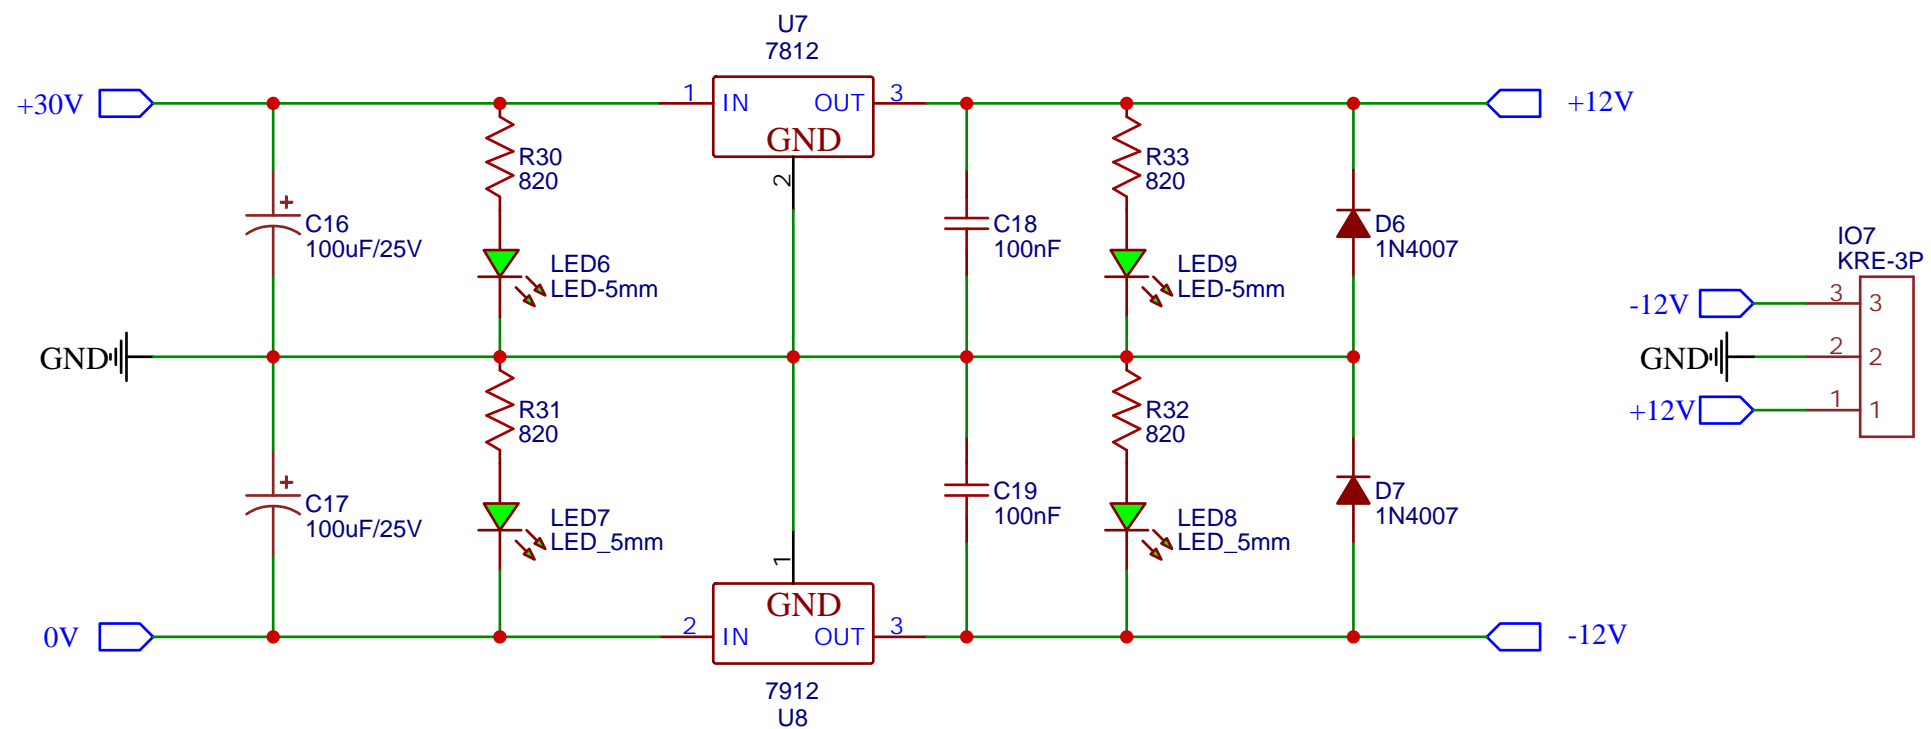 U7
7812
+30V
1
IN
OUT
3
GND
2
+12V
R30
820
R33
820
C16
100uF/25V
+
LED6
LED-5mm
C18
100nF
LED9
LED-5mm
D6
1N4007
IO7
KRE-3P
-12V
3
3
GND
2
2
+12V
1
1
GND
R31
820
R32
820
C17
100uF/25V
+
LED7
LED_5mm
C19
100nF
LED8
LED_5mm
D7
1N4007
1
GND
0V
2
IN
OUT
3
-12V
7912
U8